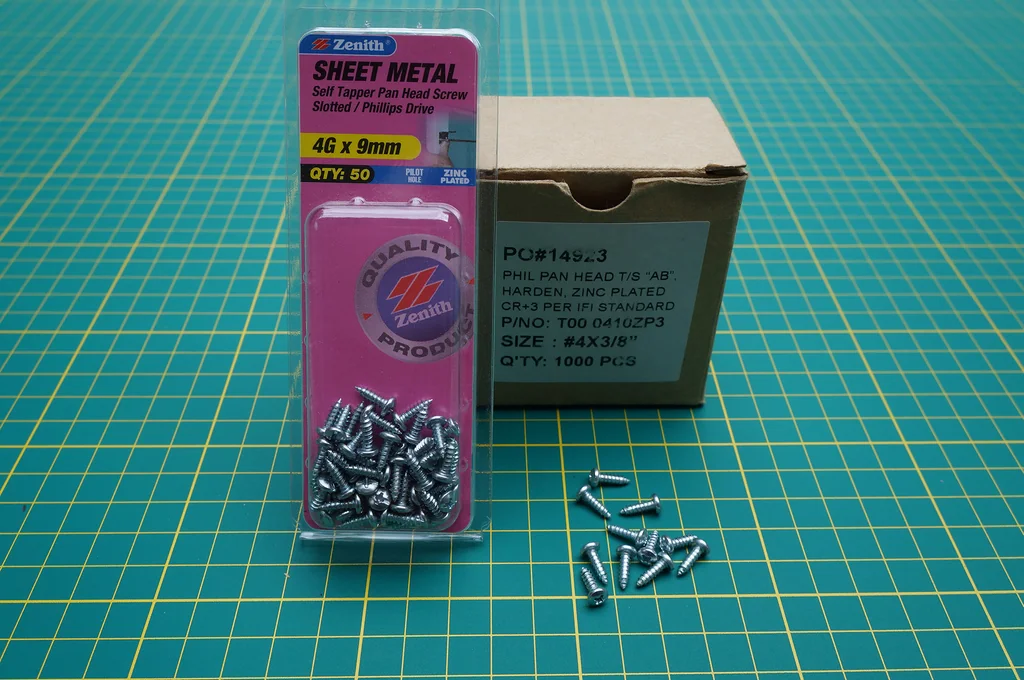 Zenith
SHEET METAL
Self Tapper Pan Head Screw
Slotted / Phillips Drive
4G x 9mm
QTY: 50
PILOT
HOLE
ZINC
PLATED
QUALITY
Zenith
PRODUCT
PO#14923
PHIL PAN HEAD T/S "AB",
HARDEN, ZINC PLATED
CR+3 PER IFI STANDARD
P/NO: T00 0410ZP3
SIZE : #4X3/8"
Q'TY: 1000 PCS